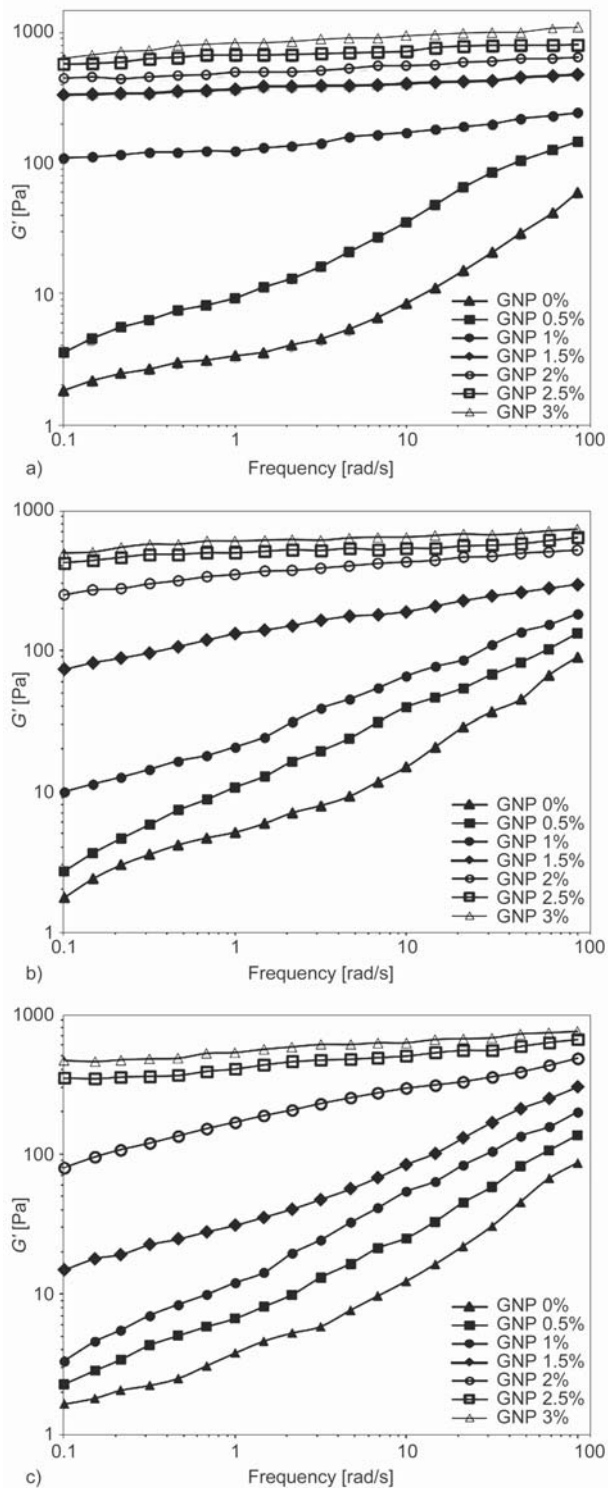 1000
100
10
1
G' [Pa]
GNP 0%
GNP 0.5%
GNP 1%
GNP 1.5%
GNP 2%
GNP 2.5%
GNP 3%
0.1 1 10 100
a) Frequency [rad/s]
1000
100
10
1
G' [Pa]
GNP 0%
GNP 0.5%
GNP 1%
GNP 1.5%
GNP 2%
GNP 2.5%
GNP 3%
0.1 1 10 100
b) Frequency [rad/s]
1000
100
10
1
G' [Pa]
GNP 0%
GNP 0.5%
GNP 1%
GNP 1.5%
GNP 2%
GNP 2.5%
GNP 3%
0.1 1 10 100
c) Frequency [rad/s]